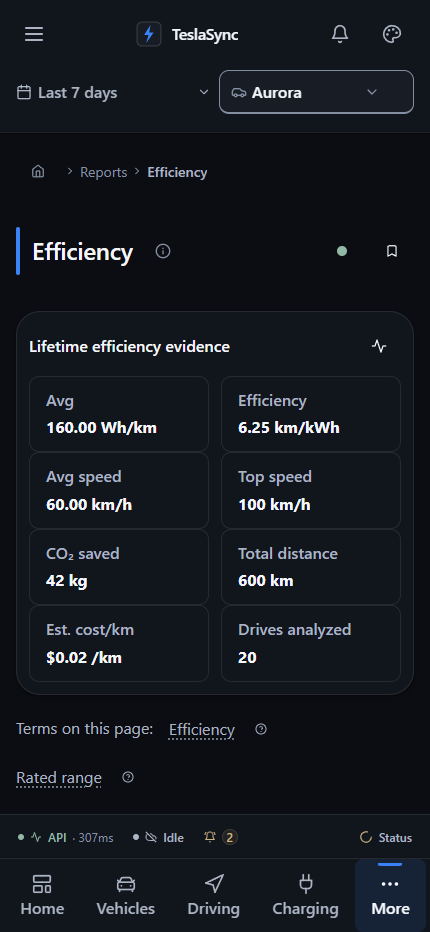 TeslaSync
Last 7 days
Aurora
Reports
Efficiency
Efficiency
Lifetime efficiency evidence
Avg
160.00 Wh/km
Efficiency
6.25 km/kWh
Avg speed
60.00 km/h
Top speed
100 km/h
CO₂ saved
42 kg
Total distance
600 km
Est. cost/km
$0.02 /km
Drives analyzed
20
Terms on this page: Efficiency
Rated range
API · 307ms
Idle
2
Status
Home
Vehicles
Driving
Charging
More